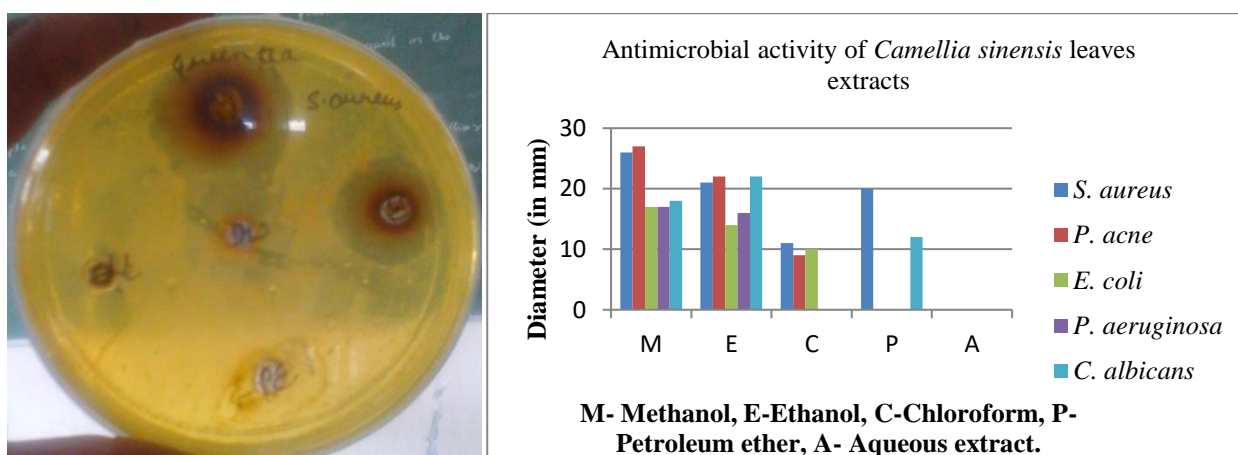 Green tea
S. aureus
PE
Antimicrobial activity of Camellia sinensis leaves
extracts
Diameter (in mm)
30
20
10
0
M E C P A
S. aureus
P. acne
E. coli
P. aeruginosa
C. albicans
M- Methanol, E-Ethanol, C-Chloroform, P-
Petroleum ether, A- Aqueous extract.